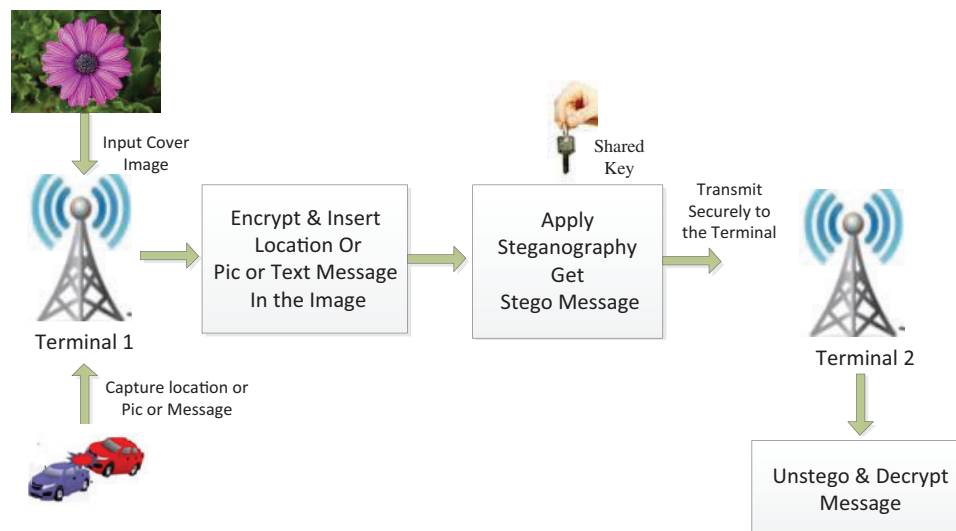 Input Cover
Image
Terminal 1
Capture location or
Pic or Message
Encrypt & Insert
Location Or
Pic or Text Message
In the Image
Shared
Key
Apply
Steganography
Get
Stego Message
Transmit
Securely to
the Terminal
Terminal 2
Unstego & Decrypt
Message